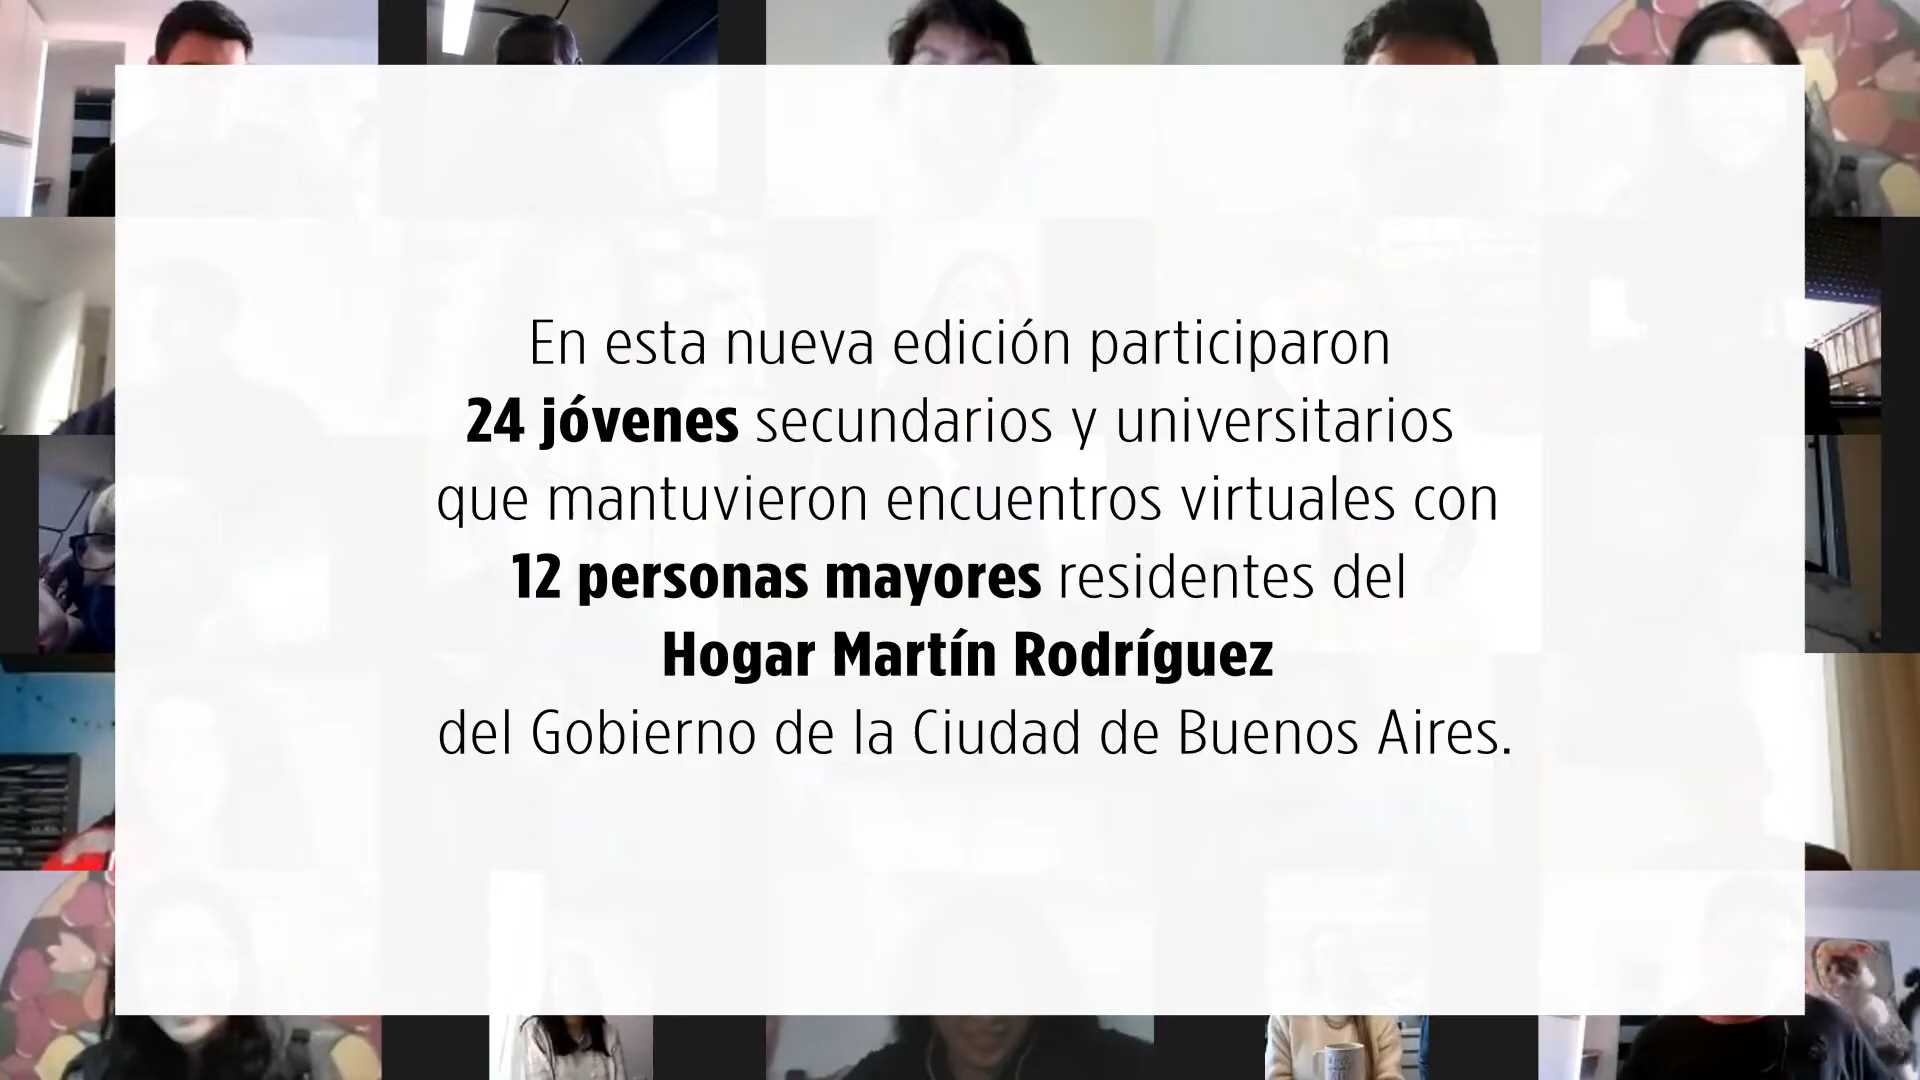 En esta nueva edición participaron
24 jóvenes secundarios y universitarios
que mantuvieron encuentros virtuales con
12 personas mayores residentes del
Hogar Martín Rodríguez
del Gobierno de la Ciudad de Buenos Aires.